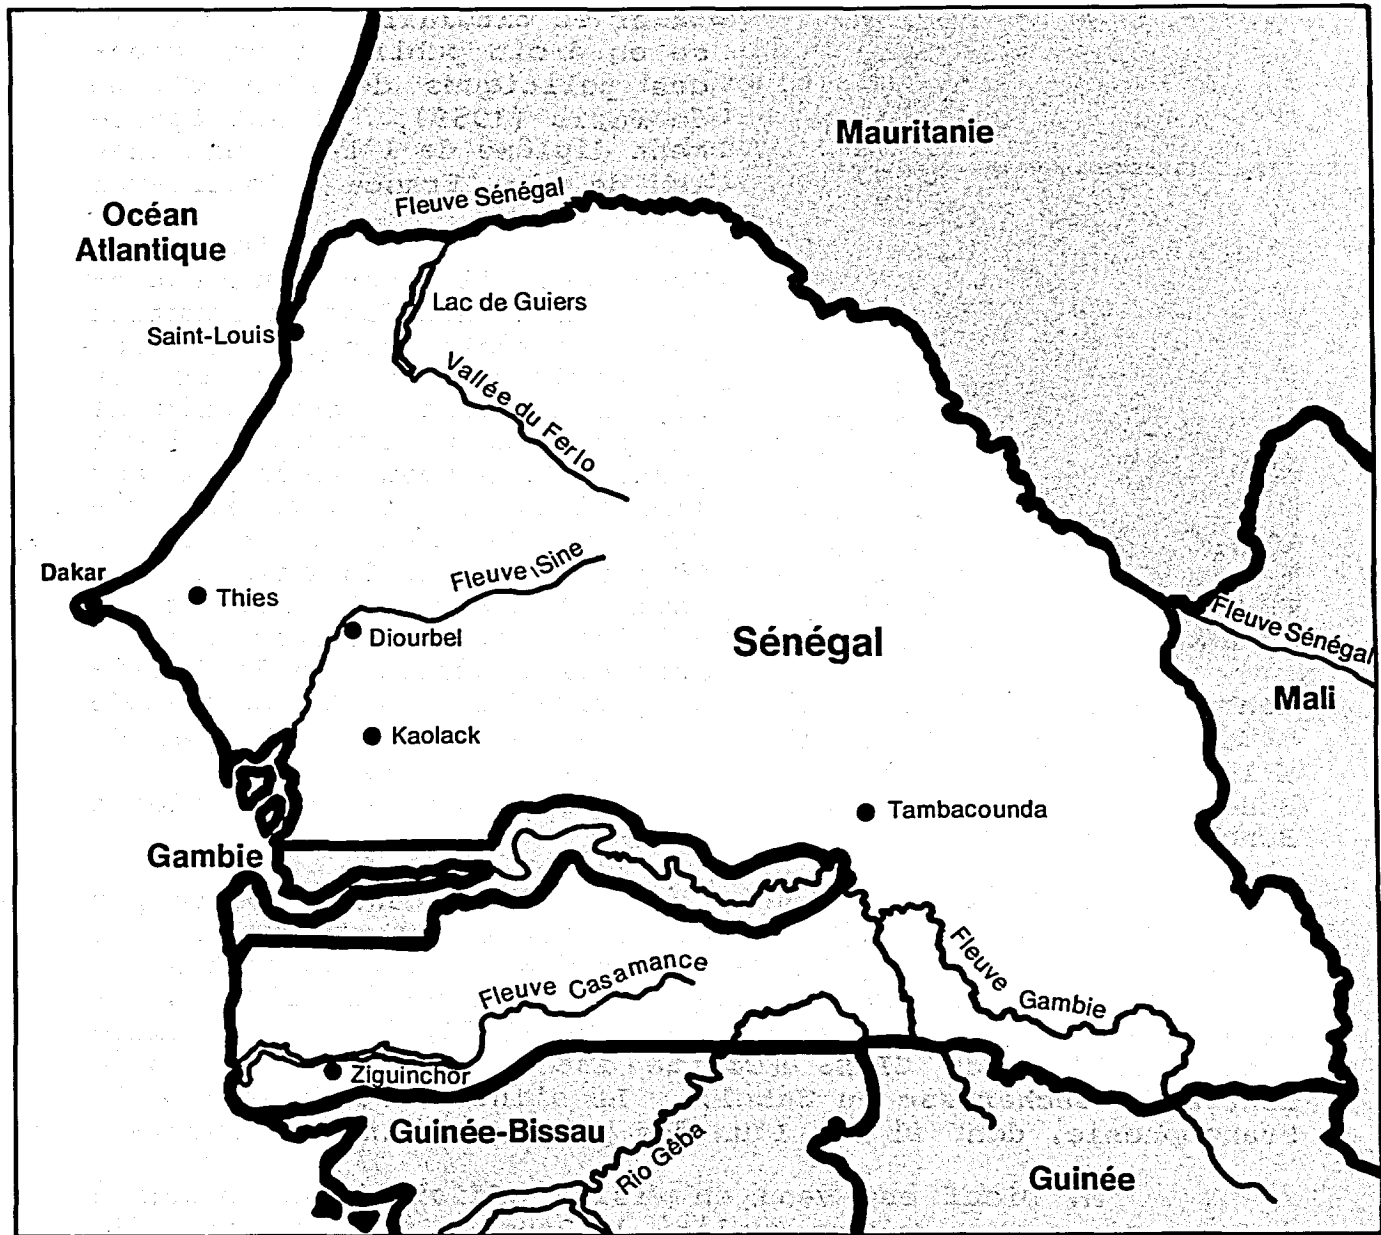 Mauritanie
Fleuve Sénégal
Océan
Atlantique
Lac de Guiers
Saint-Louis
Vallée du Ferlo
Dakar
Thies
Fleuve Sine
Diourbel
Sénégal
Fleuve Sénégal
Mali
Kaolack
Tambacounda
Gambie
Fleuve Casamance
Fleuve Gambie
Ziguinchor
Guinée-Bissau
Rio Gêba
Guinée